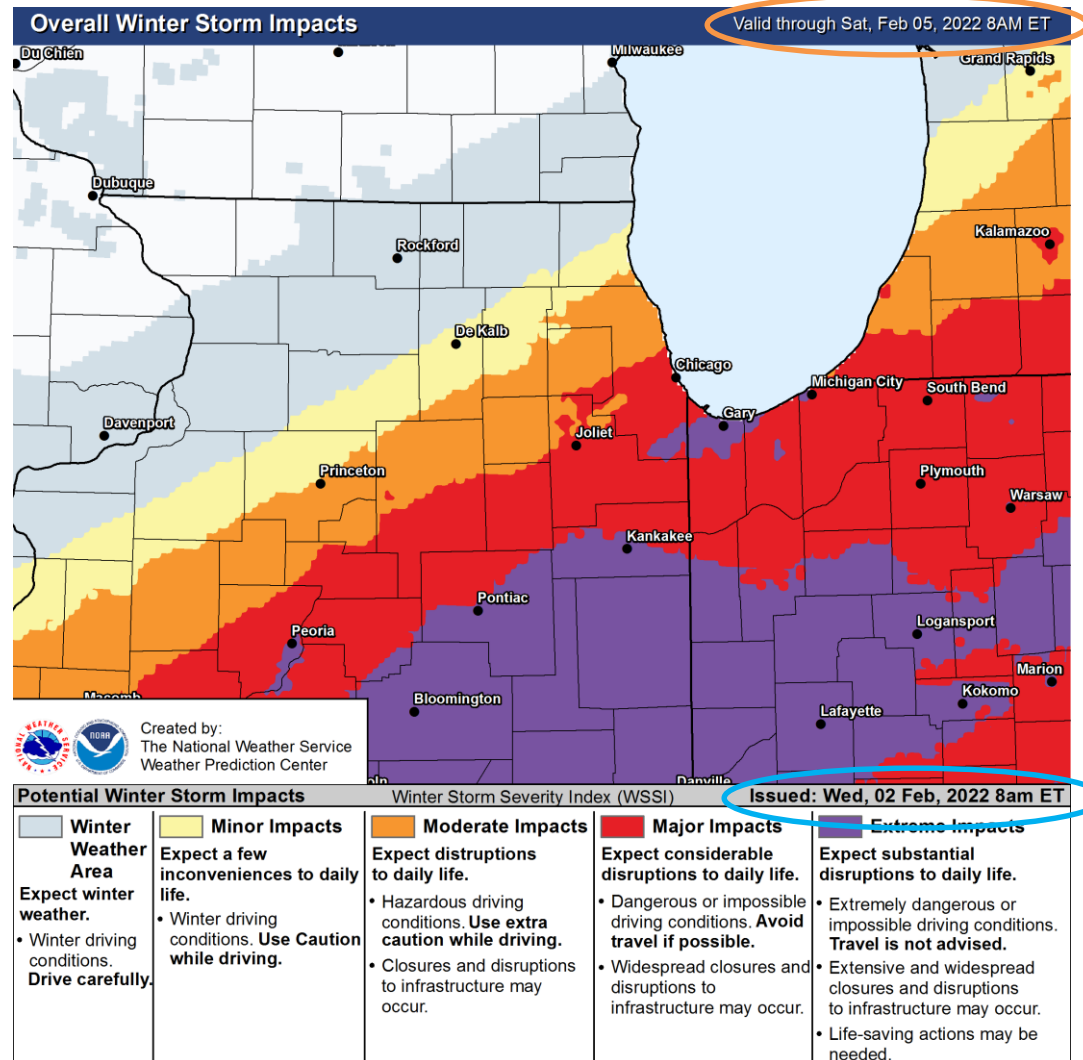 Overall Winter Storm Impacts
Valid through Sat, Feb 05, 2022 8AM ET
Du Chien
Milwaukee
Grand Rapids
Dubuque
Rockford
Kalamazoo
De Kalb
Chicago
Michigan City
South Bend
Davenport
Gary
Joliet
Princeton
Plymouth
Warsaw
Kankakee
Pontiac
Logansport
Peoria
Marion
Macomb
Bloomington
Kokomo
Lafayette
Danville
NATIONAL WEATHER SERVICE
NOAA
Created by:
The National Weather Service
Weather Prediction Center
Potential Winter Storm Impacts
Winter Storm Severity Index (WSSI)
Issued: Wed, 02 Feb, 2022 8am ET
Winter
Weather
Area
Expect winter
weather.
• Winter driving
conditions.
Drive carefully.
Minor Impacts
Expect a few
inconveniences to daily
life.
• Winter driving
conditions. Use Caution
while driving.
Moderate Impacts
Expect distruptions
to daily life.
• Hazardous driving
conditions. Use extra
caution while driving.
• Closures and disruptions
to infrastructure may
occur.
Major Impacts
Expect considerable
disruptions to daily life.
• Dangerous or impossible
driving conditions. Avoid
travel if possible.
• Widespread closures and
disruptions to
infrastructure may occur.
Extreme Impacts
Expect substantial
disruptions to daily life.
• Extremely dangerous or
impossible driving conditions.
Travel is not advised.
• Extensive and widespread
closures and disruptions
to infrastructure may occur.
• Life-saving actions may be
needed.